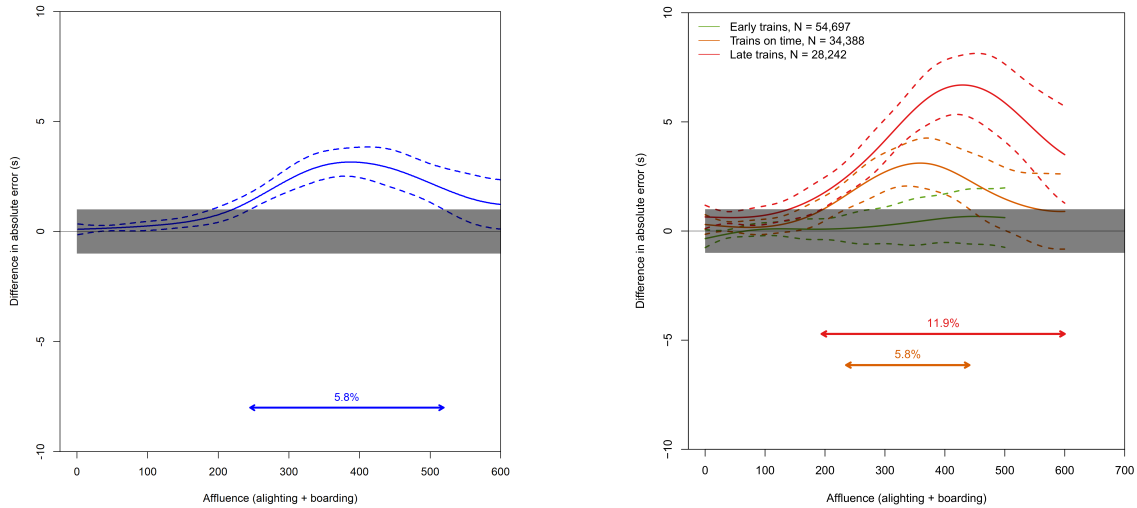 10
5
0
−5
−10
Difference in absolute error (s)
5.8%
0 100 200 300 400 500 600
Affluence (alighting + boarding)
Early trains, N = 54,697
Trains on time, N = 34,388
Late trains, N = 28,242
10
5
0
−5
−10
Difference in absolute error (s)
11.9%
5.8%
0 100 200 300 400 500 600 700
Affluence (alighting + boarding)